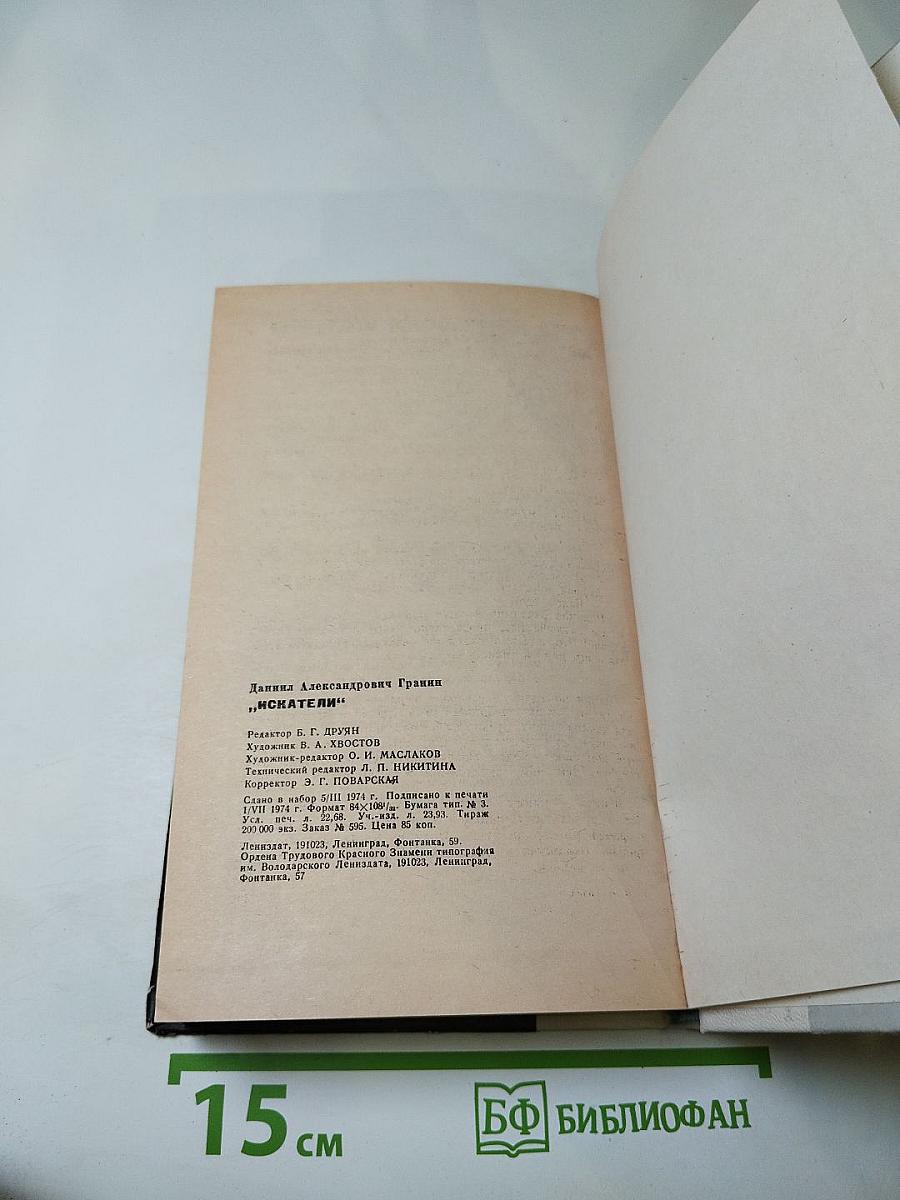 Даниил Александрович Гранин
„ИСКАТЕЛИ“
Редактор Б. Г. ДРУЯН
Художник В. А. ХВОСТОВ
Художник-редактор О. И. МАСЛАКОВ
Технический редактор Л. П. НИКИТИНА
Корректор Э. Г. ПОВАРСКАЯ
Сдано в набор 5/III 1974 г. Подписано к печати
1/VII 1974 г. Формат 84×108¹/₃₂. Бумага тип. № 3.
Усл. печ. л. 22,68. Уч.-изд. л. 23,93. Тираж
200 000 экз. Заказ № 595. Цена 85 коп.
Лениздат, 191023, Ленинград, Фонтанка, 59.
Ордена Трудового Красного Знамени типография
им. Володарского Лениздата, 191023, Ленинград,
Фонтанка, 57
15 см
БФ БИБЛИОФАН